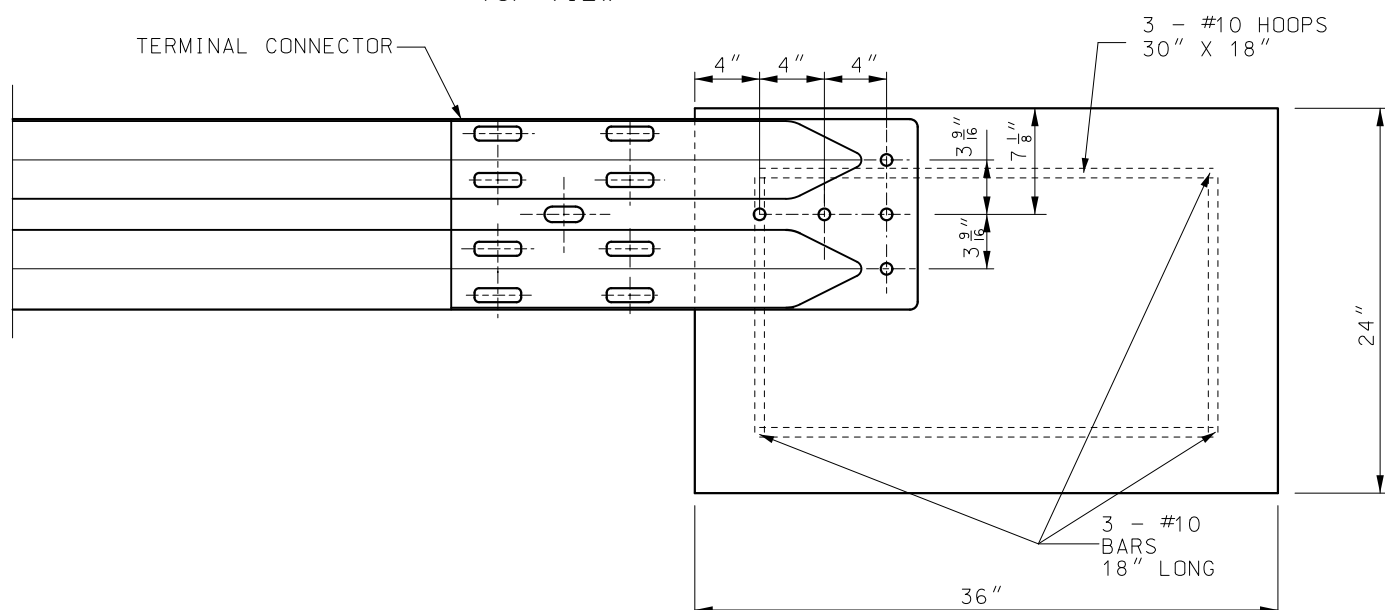 TERMINAL CONNECTOR
3 - #10 HOOPS
30" X 18"
4" 4" 4"
3 9/16"
7 1/8"
3 9/16"
24"
3 - #10
BARS
18" LONG
36"